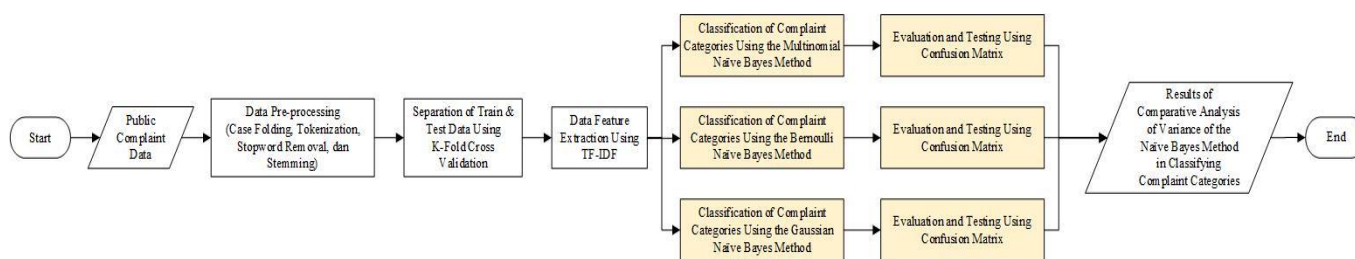 Start
Public
Complaint
Data
Data Pre-processing
(Case Folding, Tokenization,
Stopword Removal, dan
Stemming)
Separation of Train &
Test Data Using
K-Fold Cross
Validation
Data Feature
Extraction Using
TF-IDF
Classification of Complaint
Categories Using the Multinomial
Naïve Bayes Method
Evaluation and Testing Using
Confusion Matrix
Classification of Complaint
Categories Using the Bernoulli
Naïve Bayes Method
Evaluation and Testing Using
Confusion Matrix
Classification of Complaint
Categories Using the Gaussian
Naïve Bayes Method
Evaluation and Testing Using
Confusion Matrix
Results of
Comparative Analysis
of Variance of the
Naïve Bayes Method
in Classifying
Complaint Categories
End